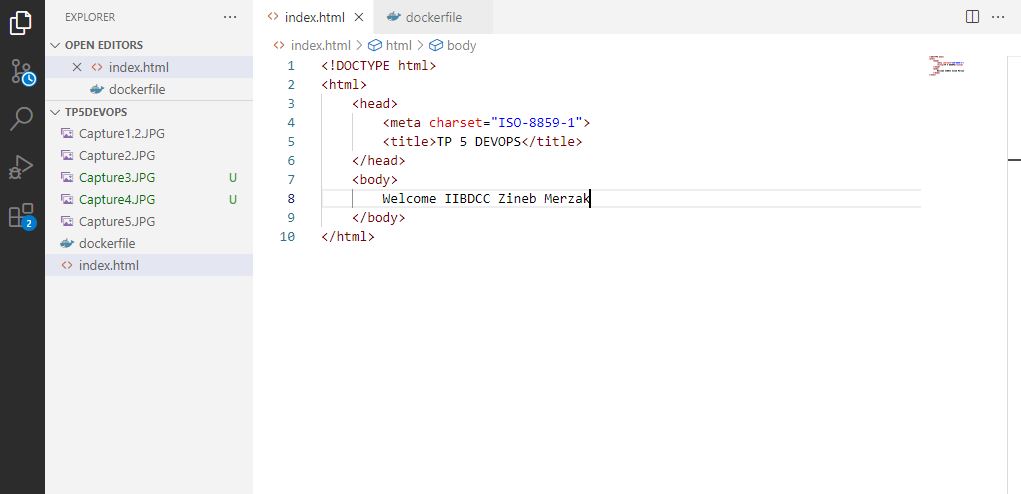 EXPLORER
OPEN EDITORS
index.html
dockerfile
TP5DEVOPS
Capture1.2.JPG
Capture2.JPG
Capture3.JPG U
Capture4.JPG U
Capture5.JPG
dockerfile
index.html
2
index.html
dockerfile
index.html > html > body
1 <!DOCTYPE html>
2 <html>
3 <head>
4 <meta charset="ISO-8859-1">
5 <title>TP 5 DEVOPS</title>
6 </head>
7 <body>
8 Welcome IIBDCC Zineb Merzak
9 </body>
10 </html>